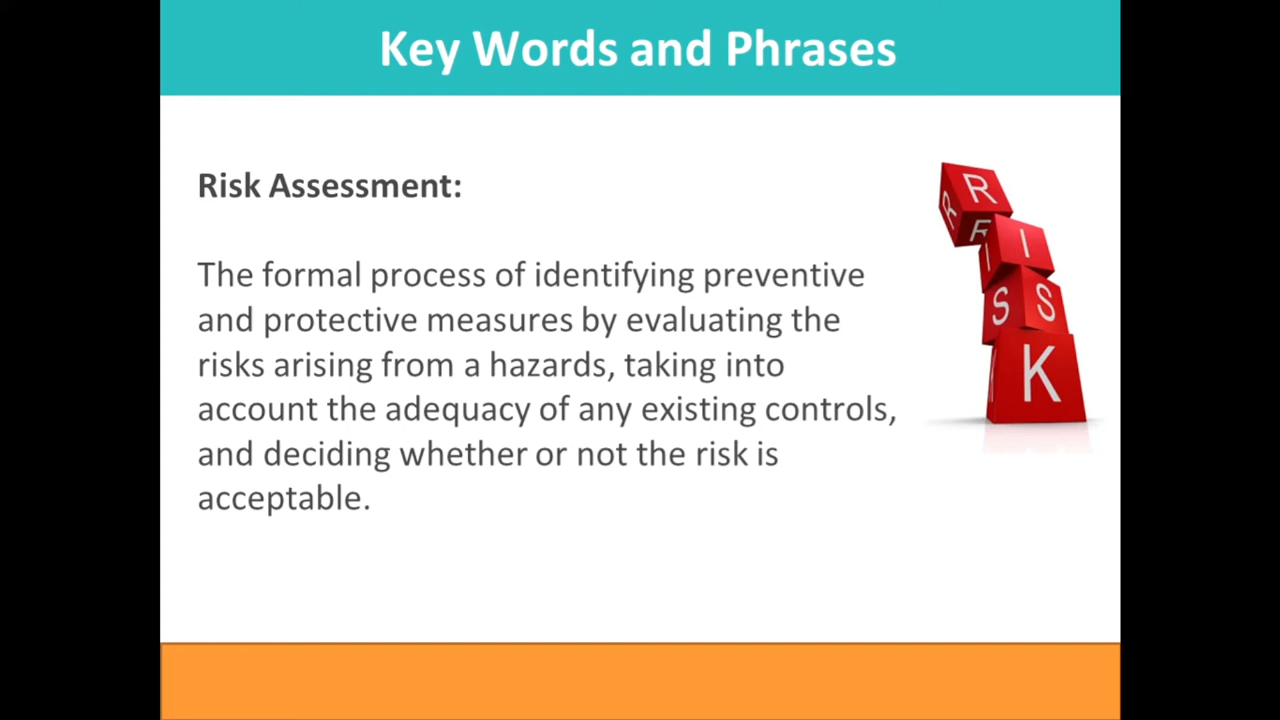 Key Words and Phrases
Risk Assessment:
The formal process of identifying preventive
and protective measures by evaluating the
risks arising from a hazards, taking into
account the adequacy of any existing controls,
and deciding whether or not the risk is
acceptable.
R
R R
I I
S S
K